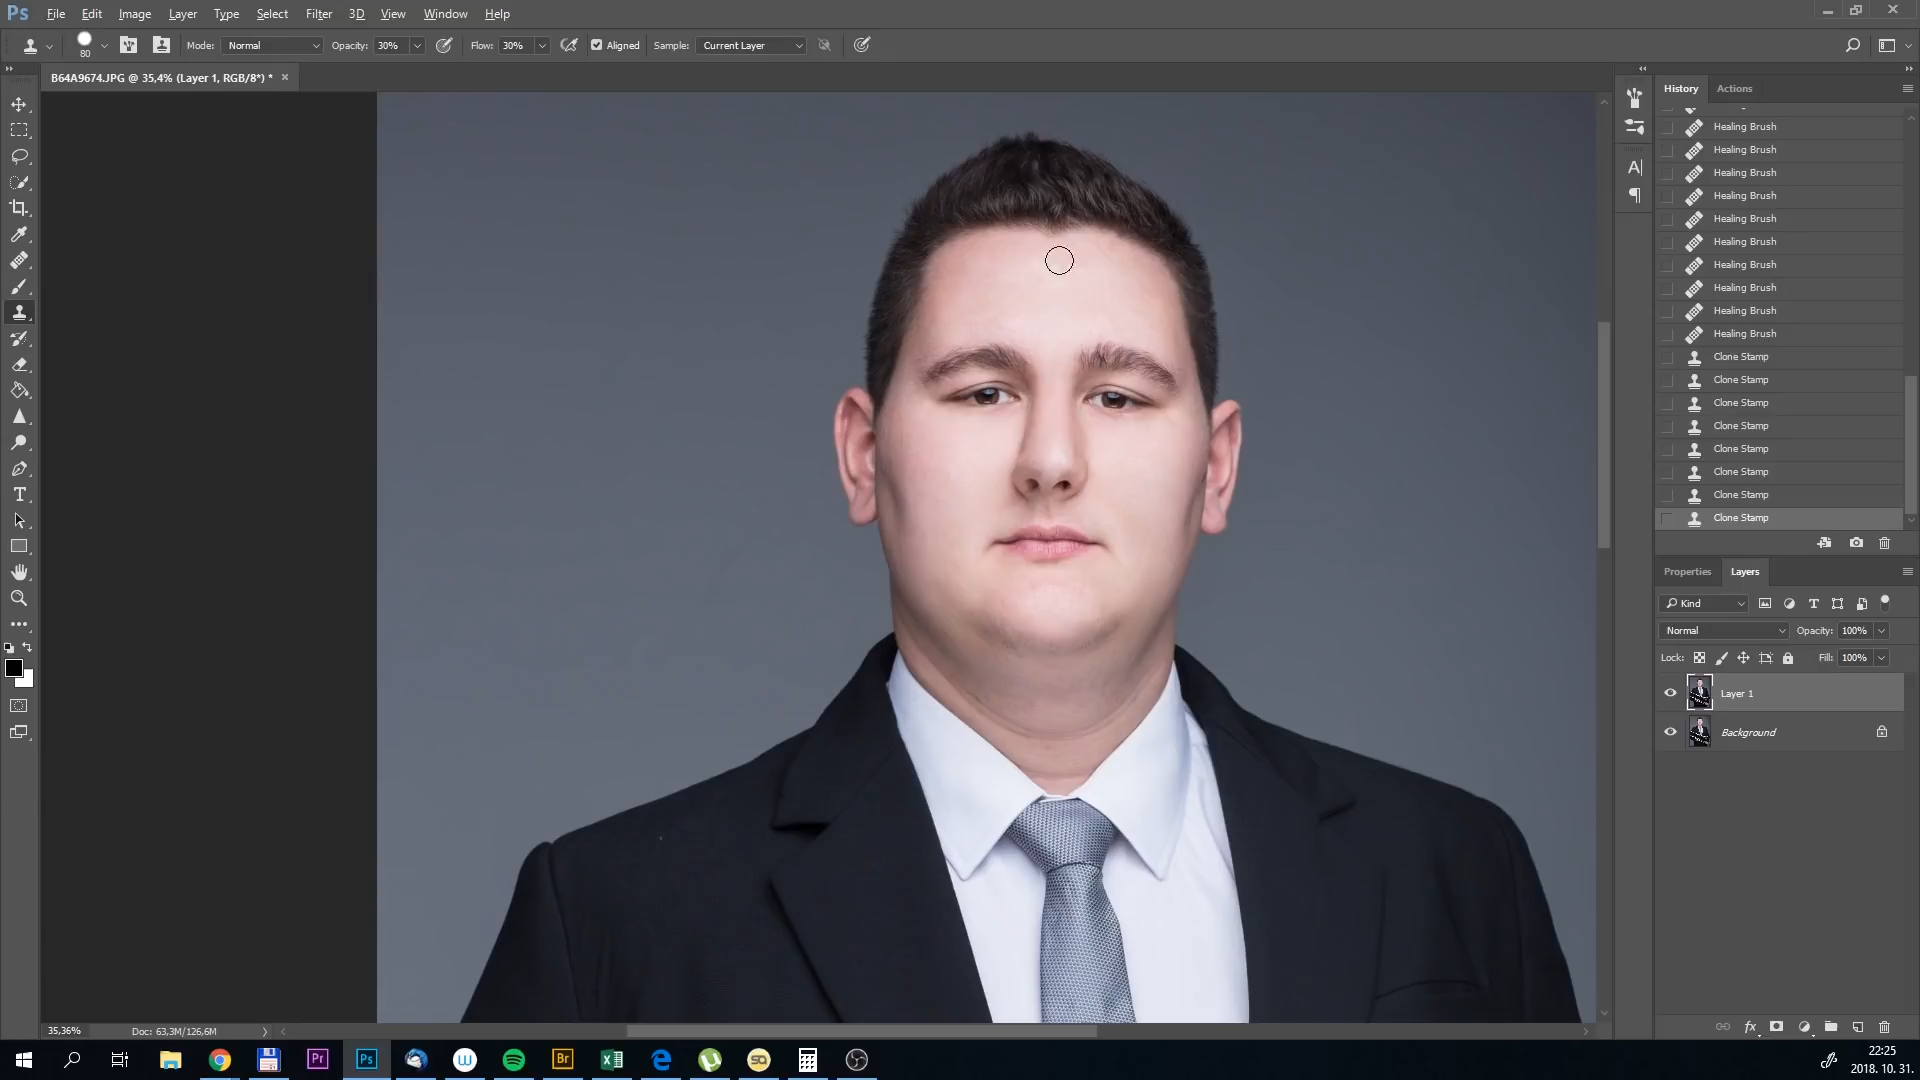 Ps File Edit Image Layer Type Select Filter 3D View Window Help
80 Mode: Normal Opacity: 30% Flow: 30% Aligned Sample: Current Layer
B64A9674.JPG @ 35,4% (Layer 1, RGB/8*) *
History Actions
Healing Brush
Healing Brush
Healing Brush
Healing Brush
Healing Brush
Healing Brush
Healing Brush
Healing Brush
Healing Brush
Healing Brush
Clone Stamp
Clone Stamp
Clone Stamp
Clone Stamp
Clone Stamp
Clone Stamp
Clone Stamp
Clone Stamp
Properties Layers
Kind
Normal Opacity: 100%
Lock: Fill: 100%
Layer 1
Background
35,36% Doc: 63,3M/126,6M
Pr Ps Br
22:25
2018. 10. 31.